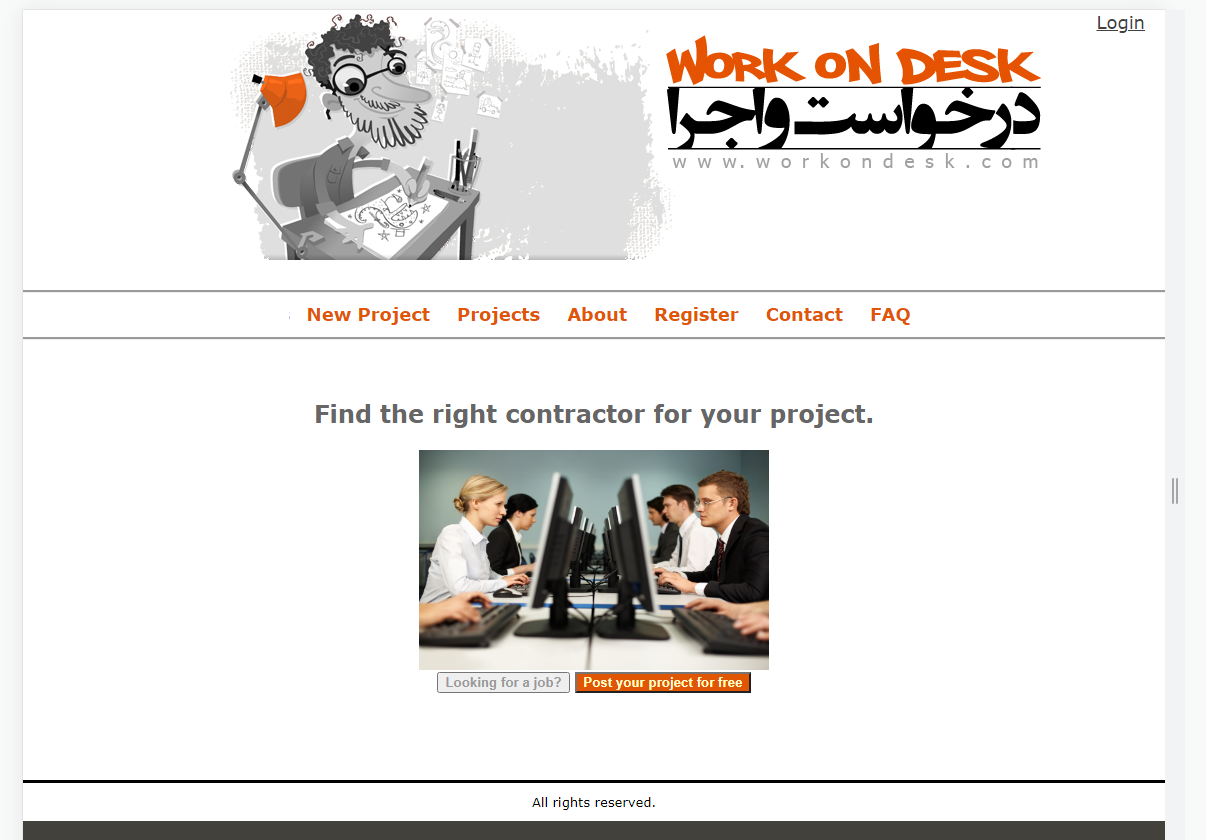 Login
WORK ON DESK
درخواست و اجرا
www.workondesk.com
New Project Projects About Register Contact FAQ
Find the right contractor for your project.
Looking for a job? Post your project for free
All rights reserved.